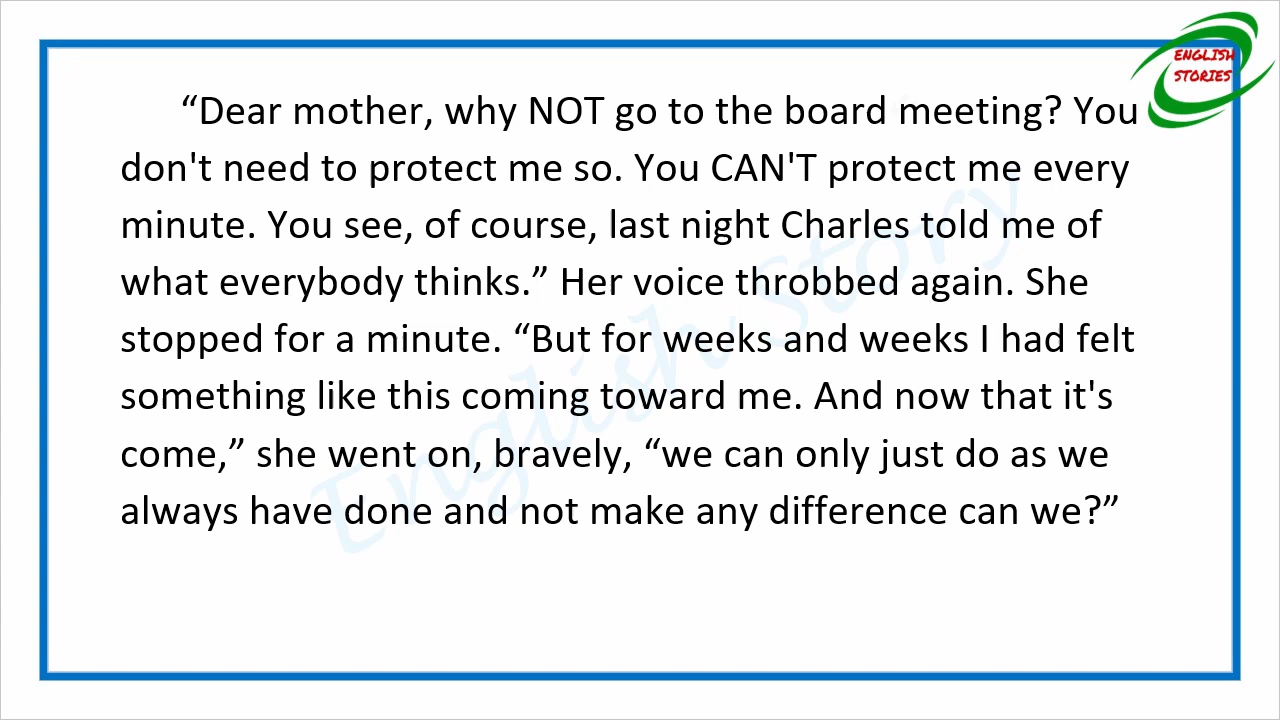 ENGLISH
STORIES
“Dear mother, why NOT go to the board meeting? You
don't need to protect me so. You CAN'T protect me every
minute. You see, of course, last night Charles told me of
what everybody thinks.” Her voice throbbed again. She
stopped for a minute. “But for weeks and weeks I had felt
something like this coming toward me. And now that it's
come,” she went on, bravely, “we can only just do as we
always have done and not make any difference can we?”
English Story